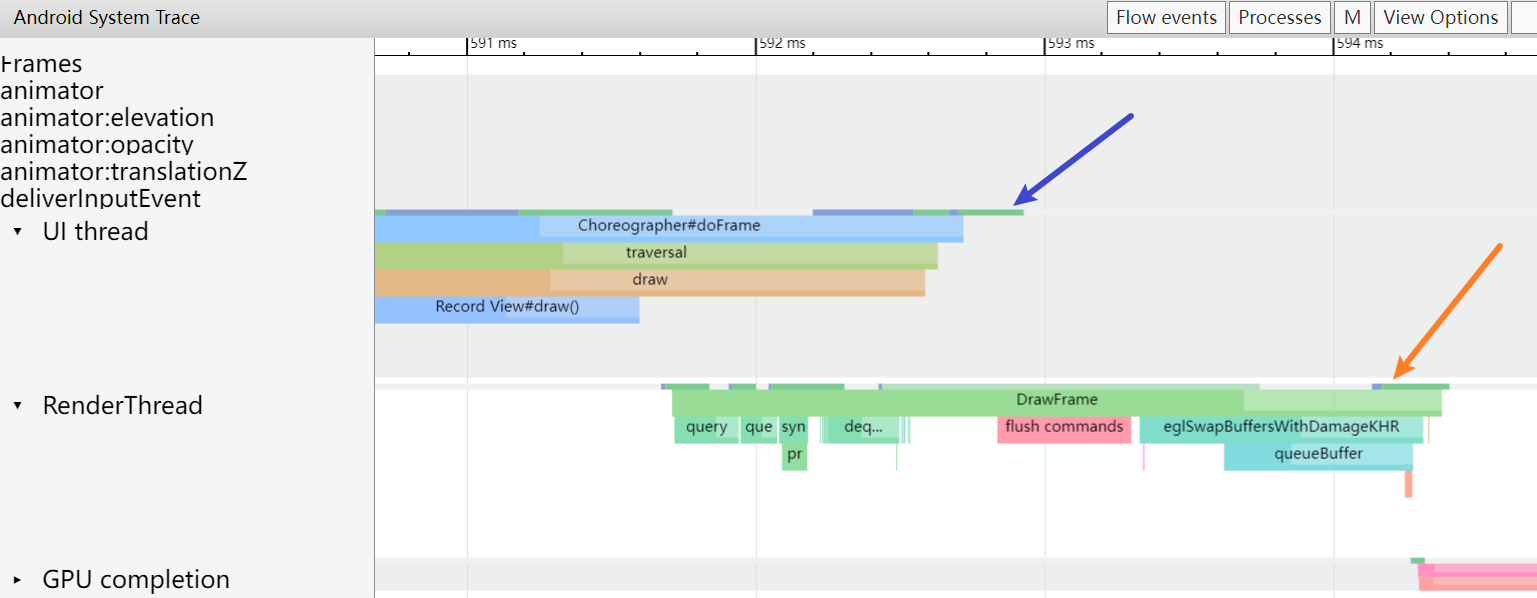 Android System Trace
Flow events Processes M View Options
591 ms 592 ms 593 ms 594 ms
Frames
animator
animator:elevation
animator:opacity
animator:translationZ
deliverInputEvent
UI thread
Choreographer#doFrame
traversal
draw
Record View#draw()
RenderThread
DrawFrame
query que syn deq... flush commands eglSwapBuffersWithDamageKHR
pr queueBuffer
GPU completion